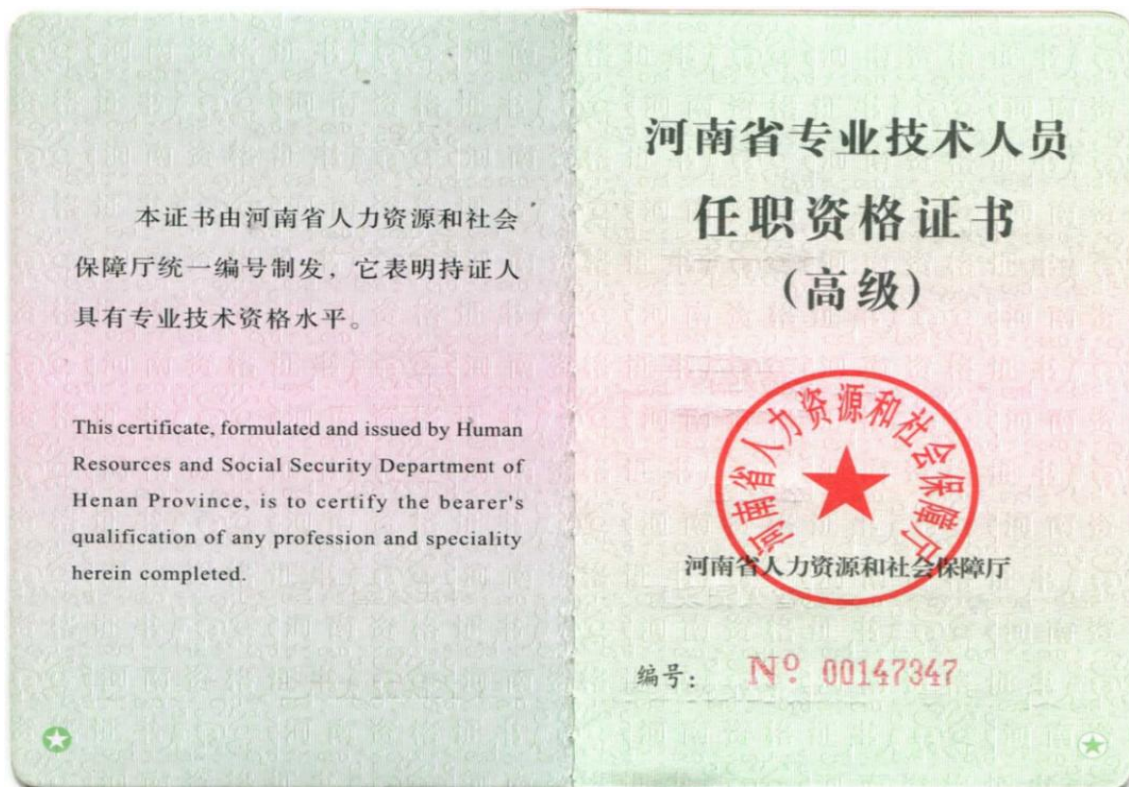 本证书由河南省人力资源和社会
保障厅统一编号制发，它表明持证人
具有专业技术资格水平。
This certificate, formulated and issued by Human
Resources and Social Security Department of
Henan Province, is to certify the bearer's
qualification of any profession and speciality
herein completed.
河南省专业技术人员
任职资格证书
(高级)
河南省人力资源和社会保障厅
河南省人力资源和社会保障厅
编号: Nº 00147347